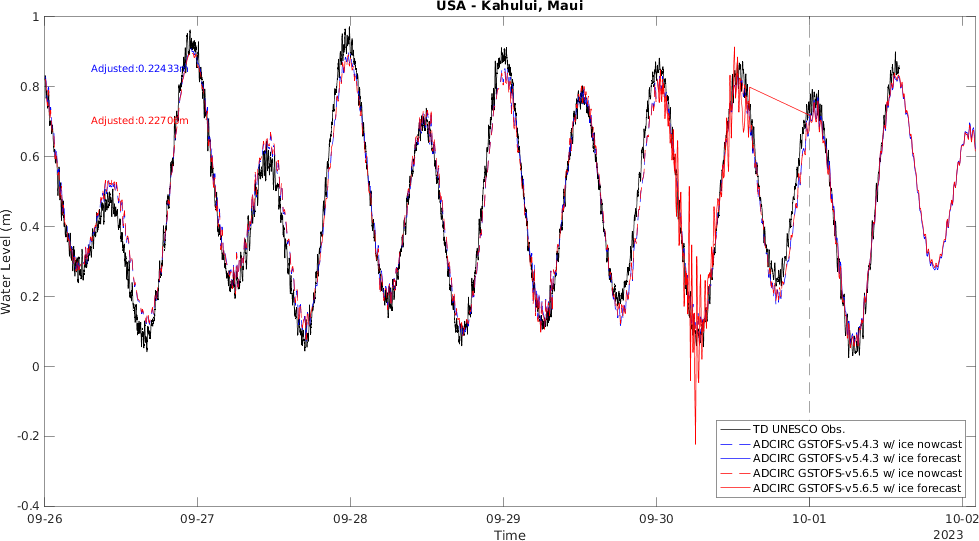 USA - Kahului, Maui
1
0.8
0.6
0.4
0.2
0
-0.2
-0.4
Water Level (m)
Adjusted:0.22433m
Adjusted:0.22706m
TD UNESCO Obs.
ADCIRC GSTOFS-v5.4.3 w/ ice nowcast
ADCIRC GSTOFS-v5.4.3 w/ ice forecast
ADCIRC GSTOFS-v5.6.5 w/ ice nowcast
ADCIRC GSTOFS-v5.6.5 w/ ice forecast
09-26 09-27 09-28 09-29 09-30 10-01 10-02
Time
2023